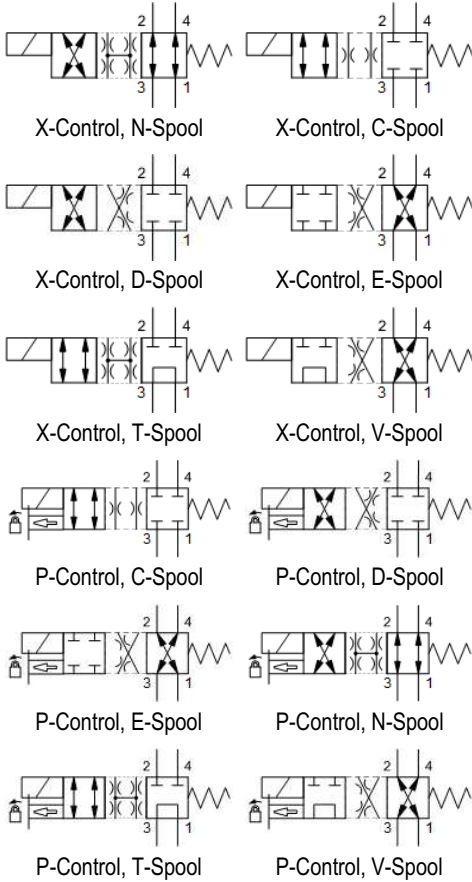 2 4 2 4
3 1 3 1
X-Control, N-Spool X-Control, C-Spool
2 4 2 4
3 1 3 1
X-Control, D-Spool X-Control, E-Spool
2 4 2 4
3 1 3 1
X-Control, T-Spool X-Control, V-Spool
2 4 2 4
3 1 3 1
P-Control, C-Spool P-Control, D-Spool
2 4 2 4
3 1 3 1
P-Control, E-Spool P-Control, N-Spool
2 4 2 4
3 1 3 1
P-Control, T-Spool P-Control, V-Spool